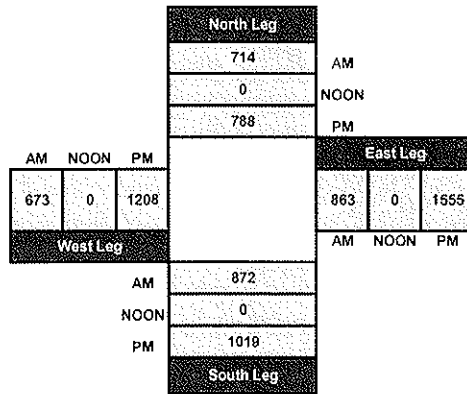 North Leg
714
AM
0
NOON
788
PM
AM NOON PM
East Leg
673 0 1208
863 0 1555
West Leg
AM NOON PM
AM
872
NOON
0
PM
1019
South Leg